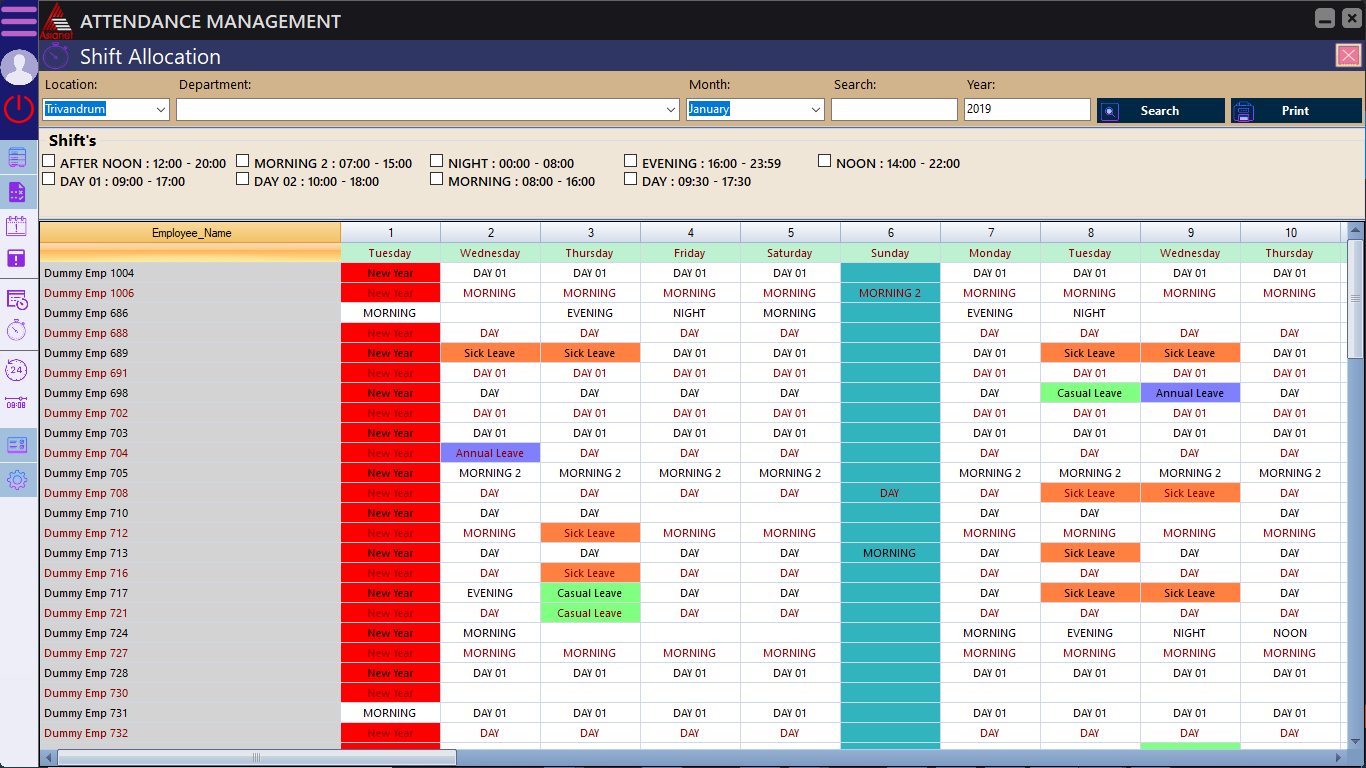 ATTENDANCE MANAGEMENT
Asianet
Shift Allocation
Location: Department: Month: Search: Year:
Trivandrum January 2019 Search Print
Shift's
AFTER NOON : 12:00 - 20:00 MORNING 2 : 07:00 - 15:00 NIGHT : 00:00 - 08:00 EVENING : 16:00 - 23:59 NOON : 14:00 - 22:00
DAY 01 : 09:00 - 17:00 DAY 02 : 10:00 - 18:00 MORNING : 08:00 - 16:00 DAY : 09:30 - 17:30
24
08:08
Employee_Name 1 2 3 4 5 6 7 8 9 10
Tuesday Wednesday Thursday Friday Saturday Sunday Monday Tuesday Wednesday Thursday
Dummy Emp 1004 New Year DAY 01 DAY 01 DAY 01 DAY 01 DAY 01 DAY 01 DAY 01 DAY 01
Dummy Emp 1006 New Year MORNING MORNING MORNING MORNING MORNING 2 MORNING MORNING MORNING MORNING
Dummy Emp 686 MORNING EVENING NIGHT MORNING EVENING NIGHT
Dummy Emp 688 New Year DAY DAY DAY DAY DAY DAY DAY DAY
Dummy Emp 689 New Year Sick Leave Sick Leave DAY 01 DAY 01 DAY 01 Sick Leave Sick Leave DAY 01
Dummy Emp 691 New Year DAY 01 DAY 01 DAY 01 DAY 01 DAY 01 DAY 01 DAY 01 DAY 01
Dummy Emp 698 New Year DAY DAY DAY DAY DAY Casual Leave Annual Leave DAY
Dummy Emp 702 New Year DAY 01 DAY 01 DAY 01 DAY 01 DAY 01 DAY 01 DAY 01 DAY 01
Dummy Emp 703 New Year DAY 01 DAY 01 DAY 01 DAY 01 DAY 01 DAY 01 DAY 01 DAY 01
Dummy Emp 704 New Year Annual Leave DAY DAY DAY DAY DAY DAY DAY
Dummy Emp 705 New Year MORNING 2 MORNING 2 MORNING 2 MORNING 2 MORNING 2 MORNING 2 MORNING 2 MORNING 2
Dummy Emp 708 New Year DAY DAY DAY DAY DAY DAY Sick Leave Sick Leave DAY
Dummy Emp 710 New Year DAY DAY DAY DAY DAY
Dummy Emp 712 New Year MORNING Sick Leave MORNING MORNING MORNING MORNING MORNING MORNING
Dummy Emp 713 New Year DAY DAY DAY DAY MORNING DAY Sick Leave DAY DAY
Dummy Emp 716 New Year DAY Sick Leave DAY DAY DAY DAY DAY DAY
Dummy Emp 717 New Year EVENING Casual Leave DAY DAY DAY Sick Leave Sick Leave DAY
Dummy Emp 721 New Year DAY Casual Leave DAY DAY DAY DAY DAY DAY
Dummy Emp 724 New Year MORNING MORNING EVENING NIGHT NOON
Dummy Emp 727 New Year MORNING MORNING MORNING MORNING MORNING MORNING MORNING MORNING
Dummy Emp 728 New Year DAY 01 DAY 01 DAY 01 DAY 01 DAY 01 DAY 01 DAY 01 DAY 01
Dummy Emp 730 New Year
Dummy Emp 731 MORNING DAY 01 DAY 01 DAY 01 DAY 01 DAY 01 DAY 01 DAY 01 DAY 01
Dummy Emp 732 New Year DAY DAY DAY DAY DAY DAY DAY DAY